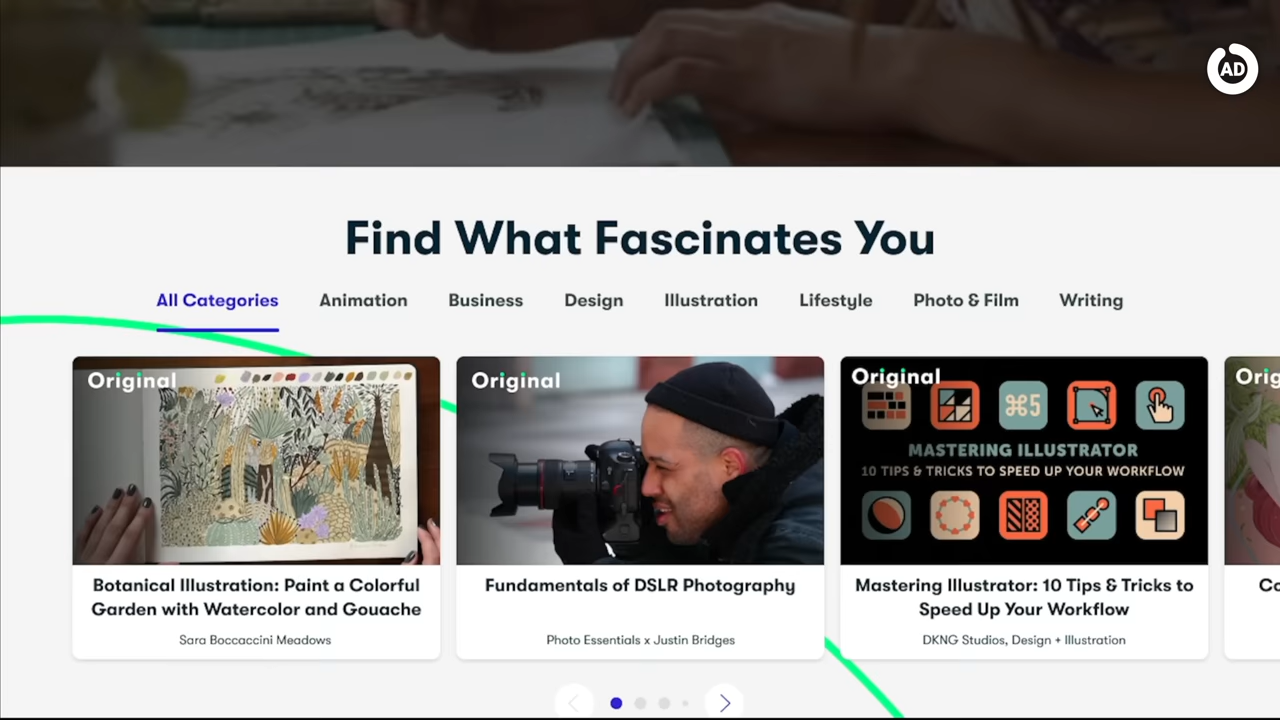 AD
Find What Fascinates You
All Categories Animation Business Design Illustration Lifestyle Photo & Film Writing
Original
Original
Original
⌘5
MASTERING ILLUSTRATOR
10 TIPS & TRICKS TO SPEED UP YOUR WORKFLOW
Botanical Illustration: Paint a Colorful
Garden with Watercolor and Gouache
Sara Boccaccini Meadows
Fundamentals of DSLR Photography
Photo Essentials x Justin Bridges
Mastering Illustrator: 10 Tips & Tricks to
Speed Up Your Workflow
DKNG Studios, Design + Illustration